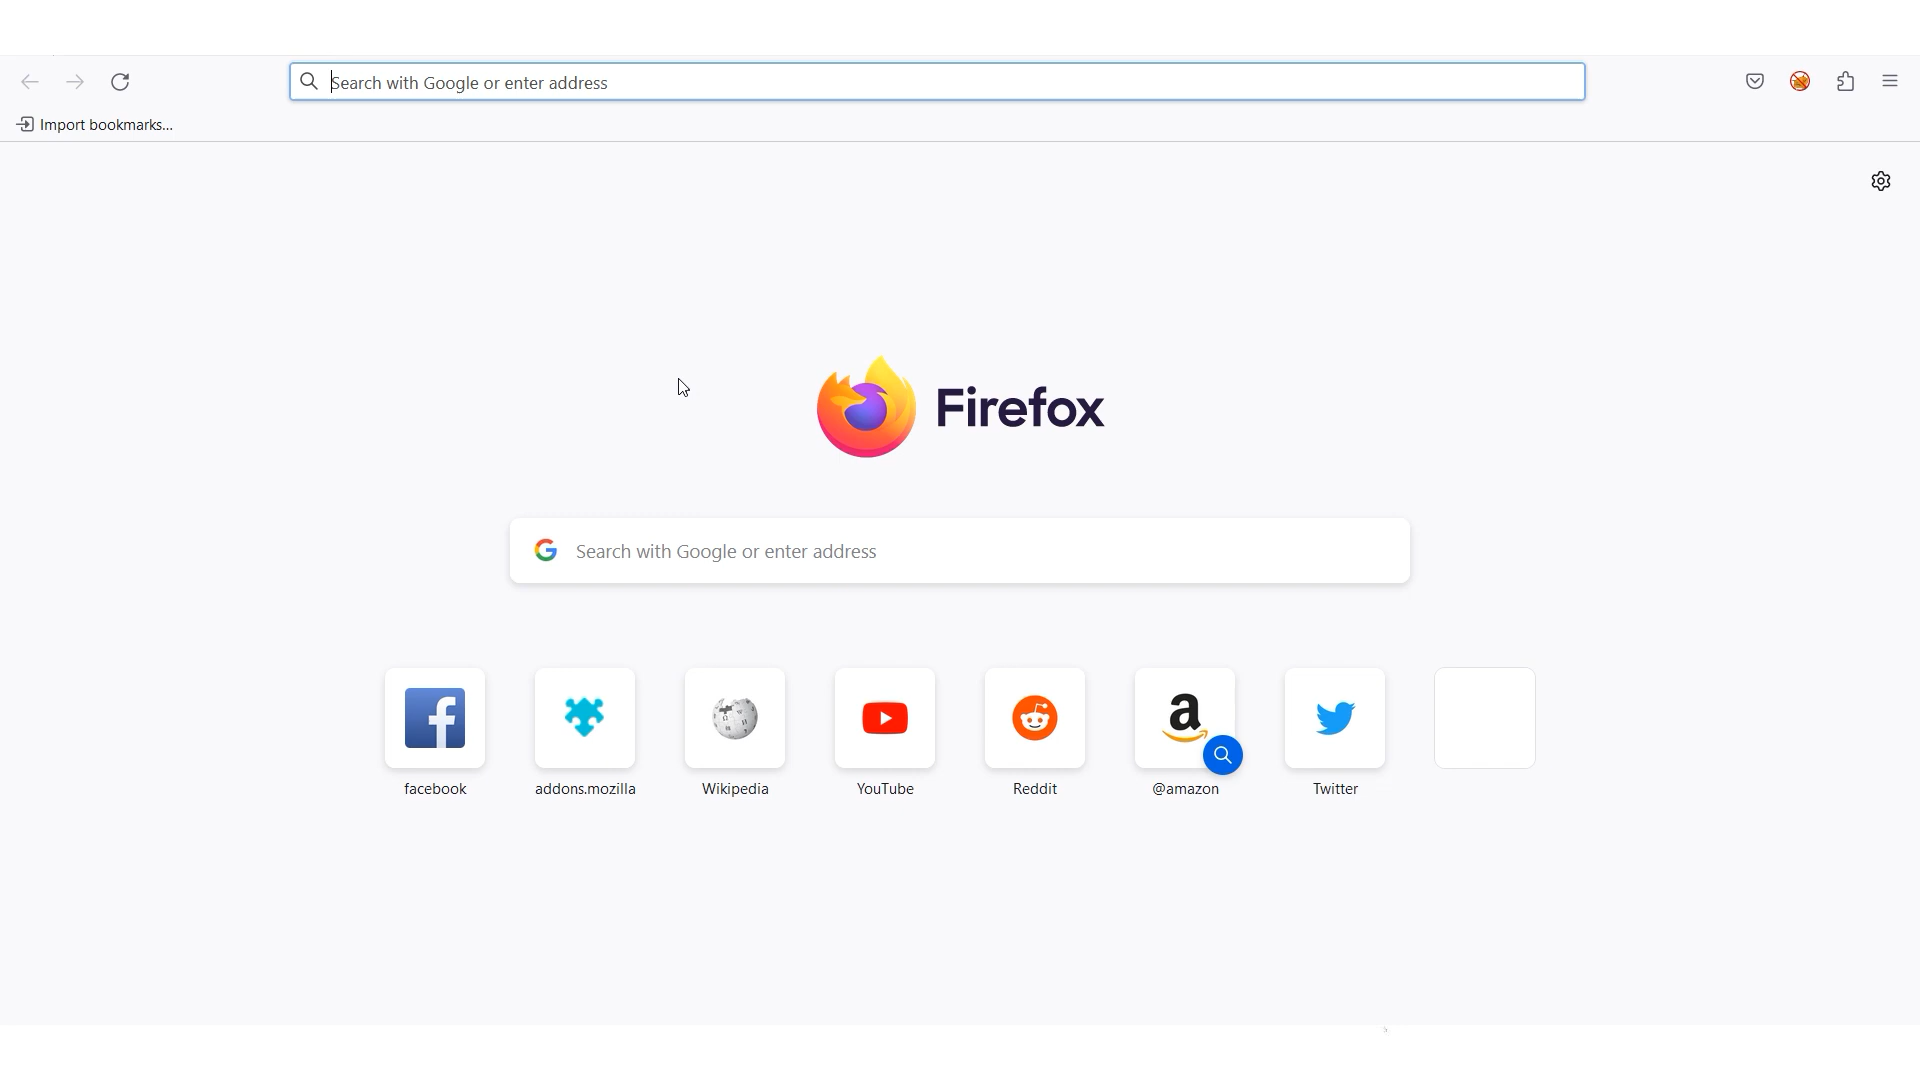 Search with Google or enter address
Import bookmarks...
Firefox
Search with Google or enter address
facebook
addons.mozilla
Wikipedia
YouTube
Reddit
@amazon
Twitter